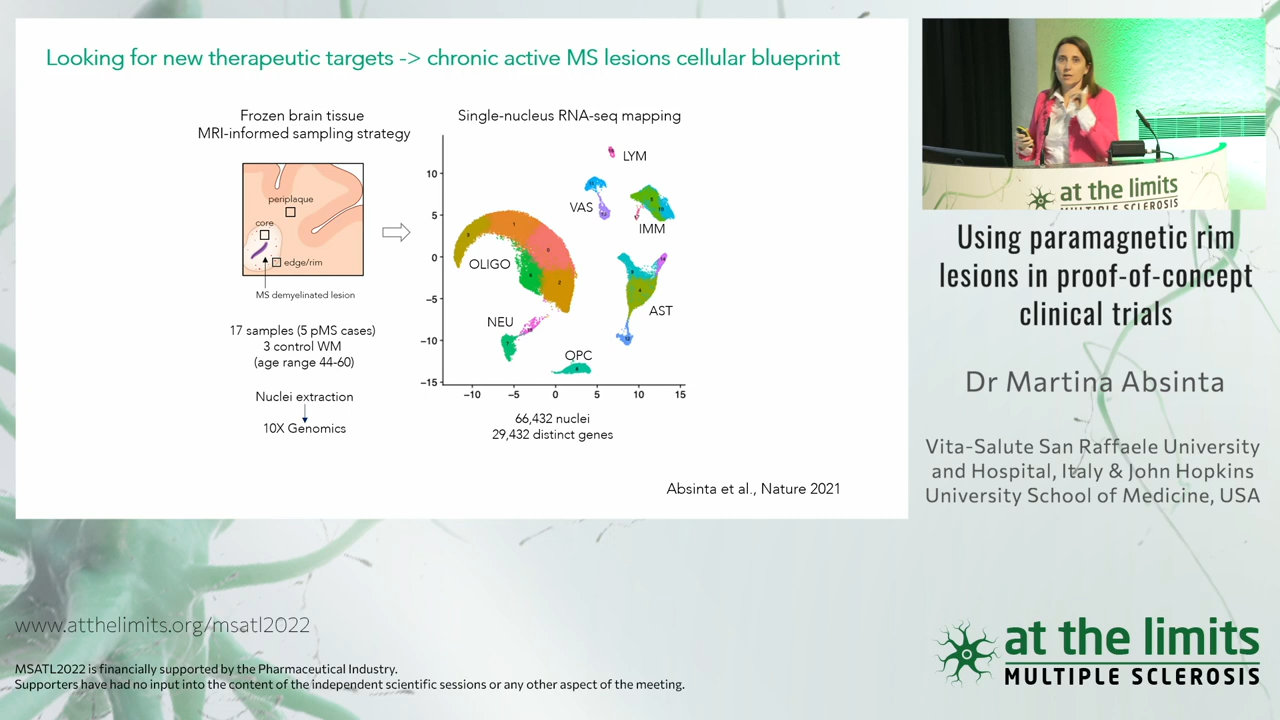 Looking for new therapeutic targets -> chronic active MS lesions cellular blueprint
Frozen brain tissue
MRI-informed sampling strategy
periplaque
core
edge/rim
MS demyelinated lesion
17 samples (5 pMS cases)
3 control WM
(age range 44-60)
Nuclei extraction
10X Genomics
Single-nucleus RNA-seq mapping
LYM
VAS
IMM
OLIGO
AST
NEU
OPC
10
5
0
−5
−10
−15
−10
−5
0
5
10
15
66,432 nuclei
29,432 distinct genes
Absinta et al., Nature 2021
at the limits
MULTIPLE SCLEROSIS
Using paramagnetic rim
lesions in proof-of-concept
clinical trials
Dr Martina Absinta
Vita-Salute San Raffaele University
and Hospital, Italy & John Hopkins
University School of Medicine, USA
www.atthelimits.org/msatl2022
MSATL2022 is financially supported by the Pharmaceutical Industry.
Supporters have had no input into the content of the independent scientific sessions or any other aspect of the meeting.
at the limits
MULTIPLE SCLEROSIS